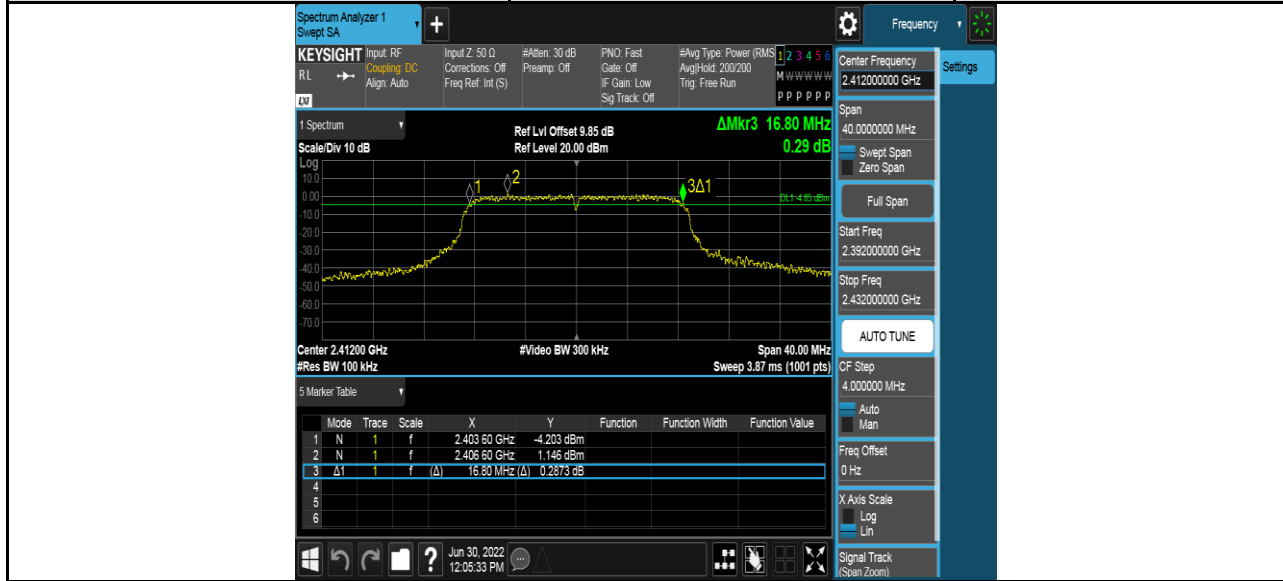 Spectrum Analyzer 1
Swept SA
+
Frequency
KEYSIGHT
RL
LXI
Input: RF
Coupling: DC
Align: Auto
Input Z: 50 Ω
Corrections: Off
Freq Ref: Int (S)
#Atten: 30 dB
Preamp: Off
PNO: Fast
Gate: Off
IF Gain: Low
Sig Track: Off
#Avg Type: Power (RMS
Avg|Hold: 200/200
Trig: Free Run
1 2 3 4 5 6
M W W W W W
P P P P P P
1 Spectrum
Scale/Div 10 dB
Ref Lvl Offset 9.85 dB
Ref Level 20.00 dBm
ΔMkr3 16.80 MHz
0.29 dB
Log
10.0
0.00
-10.0
-20.0
-30.0
-40.0
-50.0
-60.0
-70.0
1
2
3Δ1
DL1 -4.85 dBm
Center 2.41200 GHz
#Video BW 300 kHz
Span 40.00 MHz
#Res BW 100 kHz
Sweep 3.87 ms (1001 pts)
5 Marker Table
Mode Trace Scale X Y Function Function Width Function Value
1 N 1 f 2.403 60 GHz -4.203 dBm
2 N 1 f 2.406 60 GHz 1.146 dBm
3 Δ1 1 f (Δ) 16.80 MHz (Δ) 0.2873 dB
4
5
6
Jun 30, 2022
12:05:33 PM
Center Frequency
2.412000000 GHz
Settings
Span
40.0000000 MHz
Swept Span
Zero Span
Full Span
Start Freq
2.392000000 GHz
Stop Freq
2.432000000 GHz
AUTO TUNE
CF Step
4.000000 MHz
Auto
Man
Freq Offset
0 Hz
X Axis Scale
Log
Lin
Signal Track
(Span Zoom)